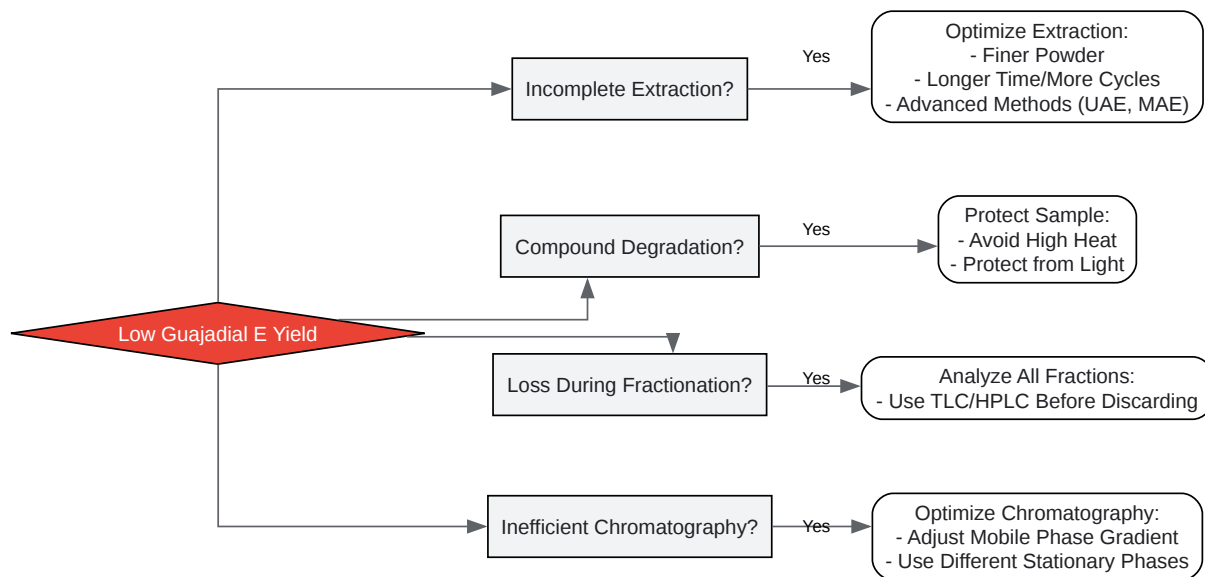 Optimize Extraction:
- Finer Powder
- Longer Time/More Cycles
- Advanced Methods (UAE, MAE)
Yes
Incomplete Extraction?
Protect Sample:
- Avoid High Heat
- Protect from Light
Yes
Compound Degradation?
Low Guajadial E Yield
Loss During Fractionation?
Yes
Analyze All Fractions:
- Use TLC/HPLC Before Discarding
Inefficient Chromatography?
Yes
Optimize Chromatography:
- Adjust Mobile Phase Gradient
- Use Different Stationary Phases